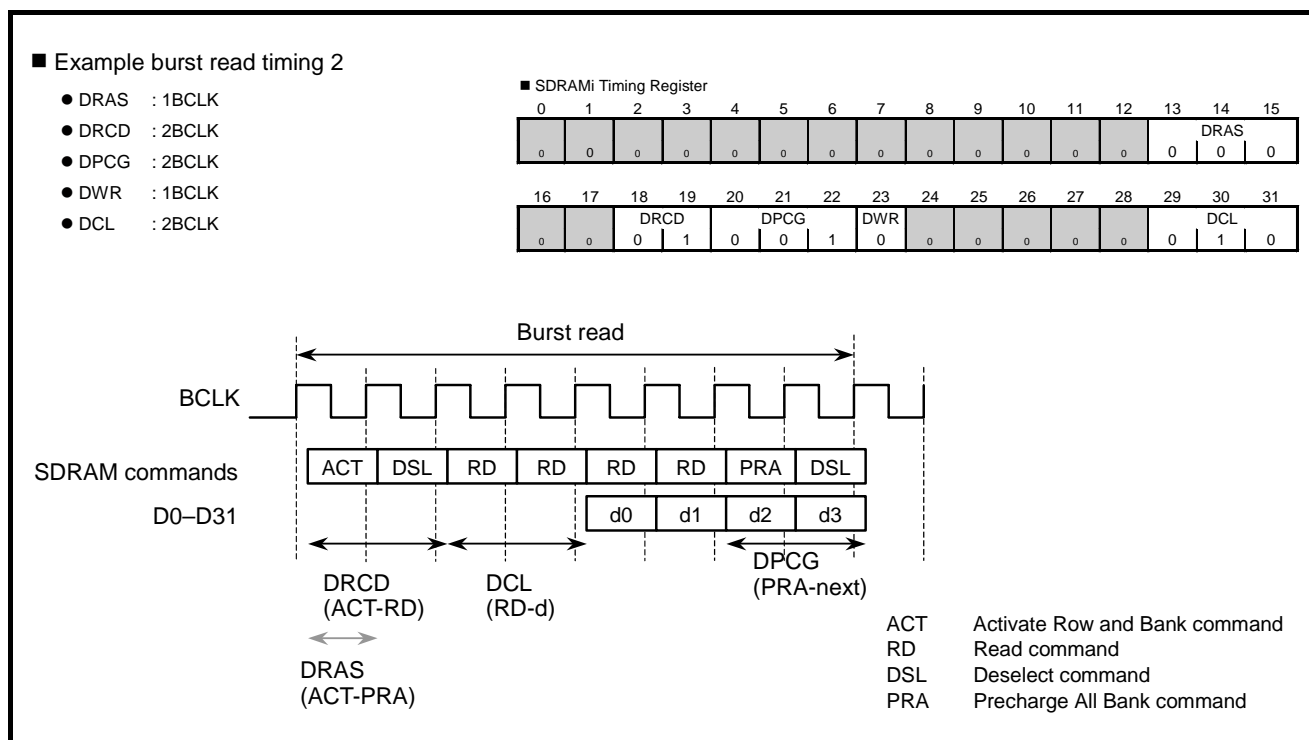 ■ Example burst read timing 2
● DRAS : 1BCLK
● DRCD : 2BCLK
● DPCG : 2BCLK
● DWR : 1BCLK
● DCL : 2BCLK
■ SDRAMi Timing Register
0 1 2 3 4 5 6 7 8 9 10 11 12 13 14 15
DRAS
0 0 0 0 0 0 0 0 0 0 0 0 0 0 0 0
16 17 18 19 20 21 22 23 24 25 26 27 28 29 30 31
DRCD DPCG DWR DCL
0 0 0 1 0 0 1 0 0 0 0 0 0 0 1 0
Burst read
BCLK
SDRAM commands ACT DSL RD RD RD RD PRA DSL
D0–D31 d0 d1 d2 d3
DRCD
(ACT-RD)
DCL
(RD-d)
DPCG
(PRA-next)
DRAS
(ACT-PRA)
ACT Activate Row and Bank command
RD Read command
DSL Deselect command
PRA Precharge All Bank command